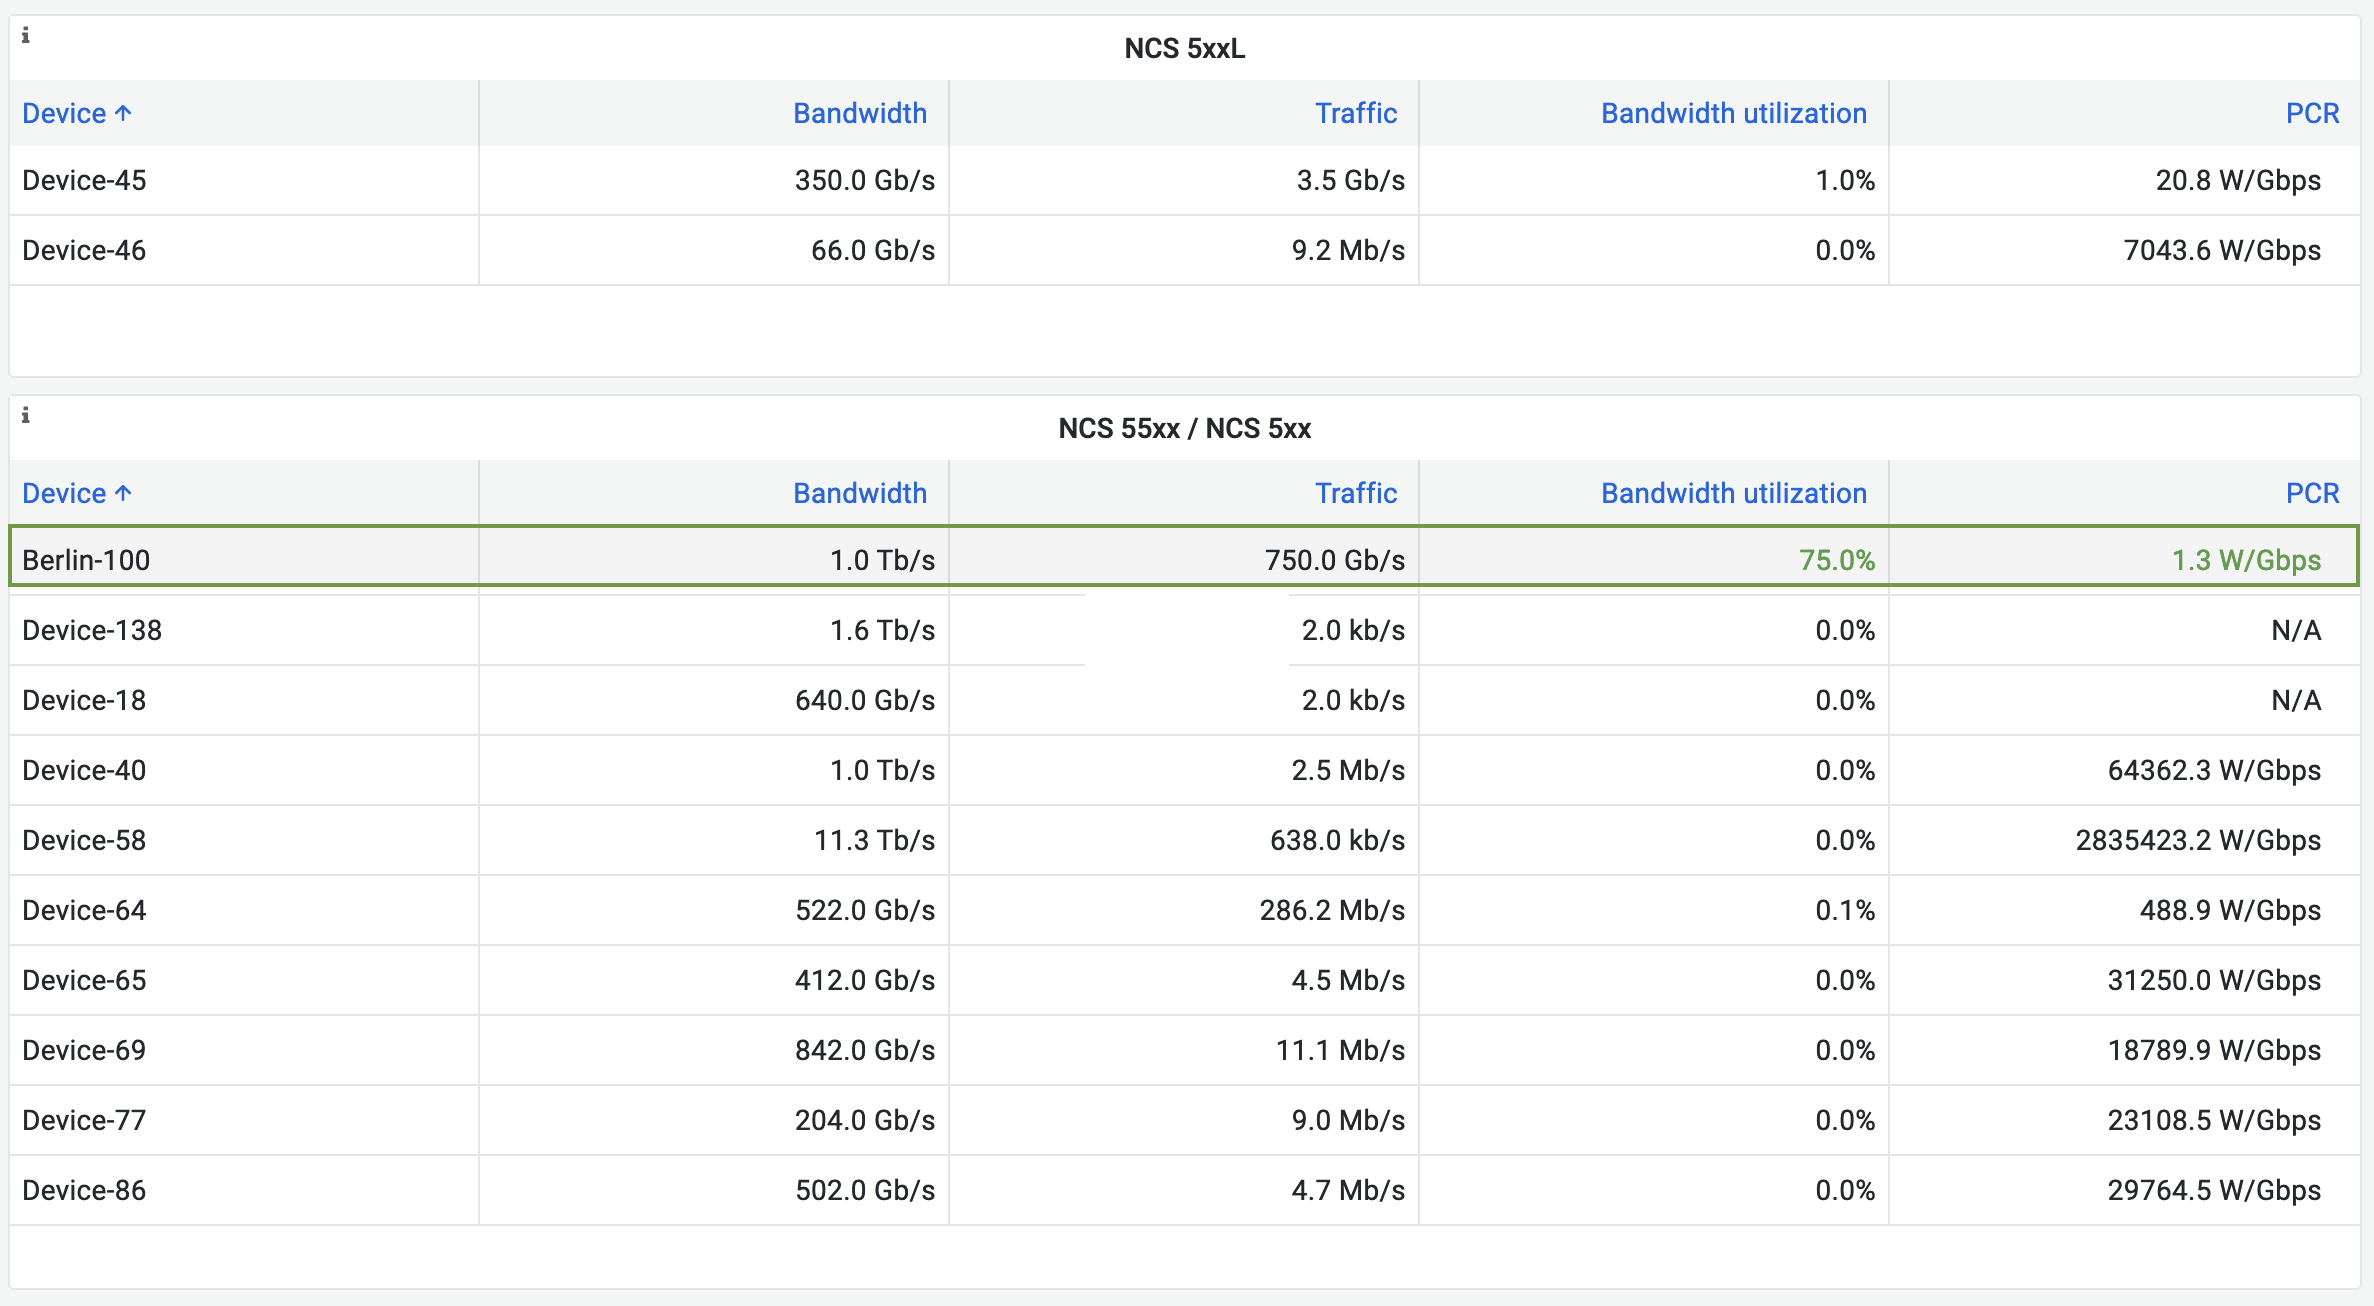 NCS 5xxL
Device ↑ Bandwidth Traffic Bandwidth utilization PCR
Device-45 350.0 Gb/s 3.5 Gb/s 1.0% 20.8 W/Gbps
Device-46 66.0 Gb/s 9.2 Mb/s 0.0% 7043.6 W/Gbps
NCS 55xx / NCS 5xx
Device ↑ Bandwidth Traffic Bandwidth utilization PCR
Berlin-100 1.0 Tb/s 750.0 Gb/s 75.0% 1.3 W/Gbps
Device-138 1.6 Tb/s 2.0 kb/s 0.0% N/A
Device-18 640.0 Gb/s 2.0 kb/s 0.0% N/A
Device-40 1.0 Tb/s 2.5 Mb/s 0.0% 64362.3 W/Gbps
Device-58 11.3 Tb/s 638.0 kb/s 0.0% 2835423.2 W/Gbps
Device-64 522.0 Gb/s 286.2 Mb/s 0.1% 488.9 W/Gbps
Device-65 412.0 Gb/s 4.5 Mb/s 0.0% 31250.0 W/Gbps
Device-69 842.0 Gb/s 11.1 Mb/s 0.0% 18789.9 W/Gbps
Device-77 204.0 Gb/s 9.0 Mb/s 0.0% 23108.5 W/Gbps
Device-86 502.0 Gb/s 4.7 Mb/s 0.0% 29764.5 W/Gbps